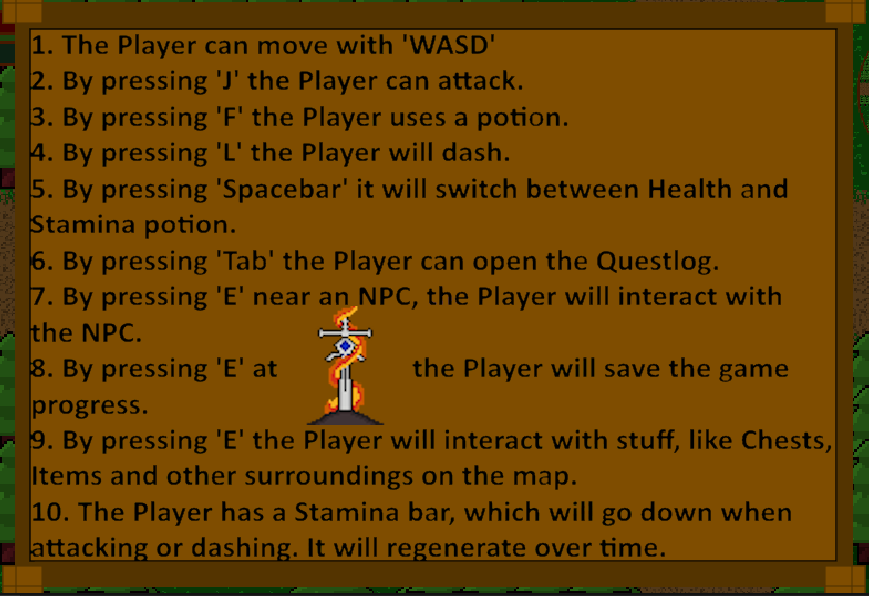 1. The Player can move with 'WASD'
2. By pressing 'J' the Player can attack.
3. By pressing 'F' the Player uses a potion.
4. By pressing 'L' the Player will dash.
5. By pressing 'Spacebar' it will switch between Health and
Stamina potion.
6. By pressing 'Tab' the Player can open the Questlog.
7. By pressing 'E' near an NPC, the Player will interact with
the NPC.
8. By pressing 'E' at the Player will save the game
progress.
9. By pressing 'E' the Player will interact with stuff, like Chests,
Items and other surroundings on the map.
10. The Player has a Stamina bar, which will go down when
attacking or dashing. It will regenerate over time.